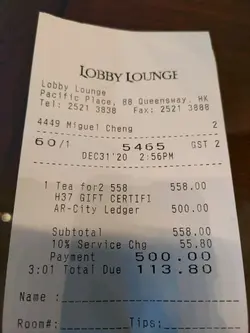 LOBBY LOUNGE
Lobby Lounge
Pacific Place, 88 Queensway, HK
Tel: 2521 3838 Fax: 2521 3888
4449 Miguel Cheng 2
60/1 5465 GST 2
DEC31'20 2:56PM
1 Tea for2 558 558.00
H37 GIFT CERTIFI
AR-City Ledger 500.00
Subtotal 558.00
10% Service Chg 55.80
Payment 500.00
3:01 Total Due 113.80
Name :
Room#: Tips: